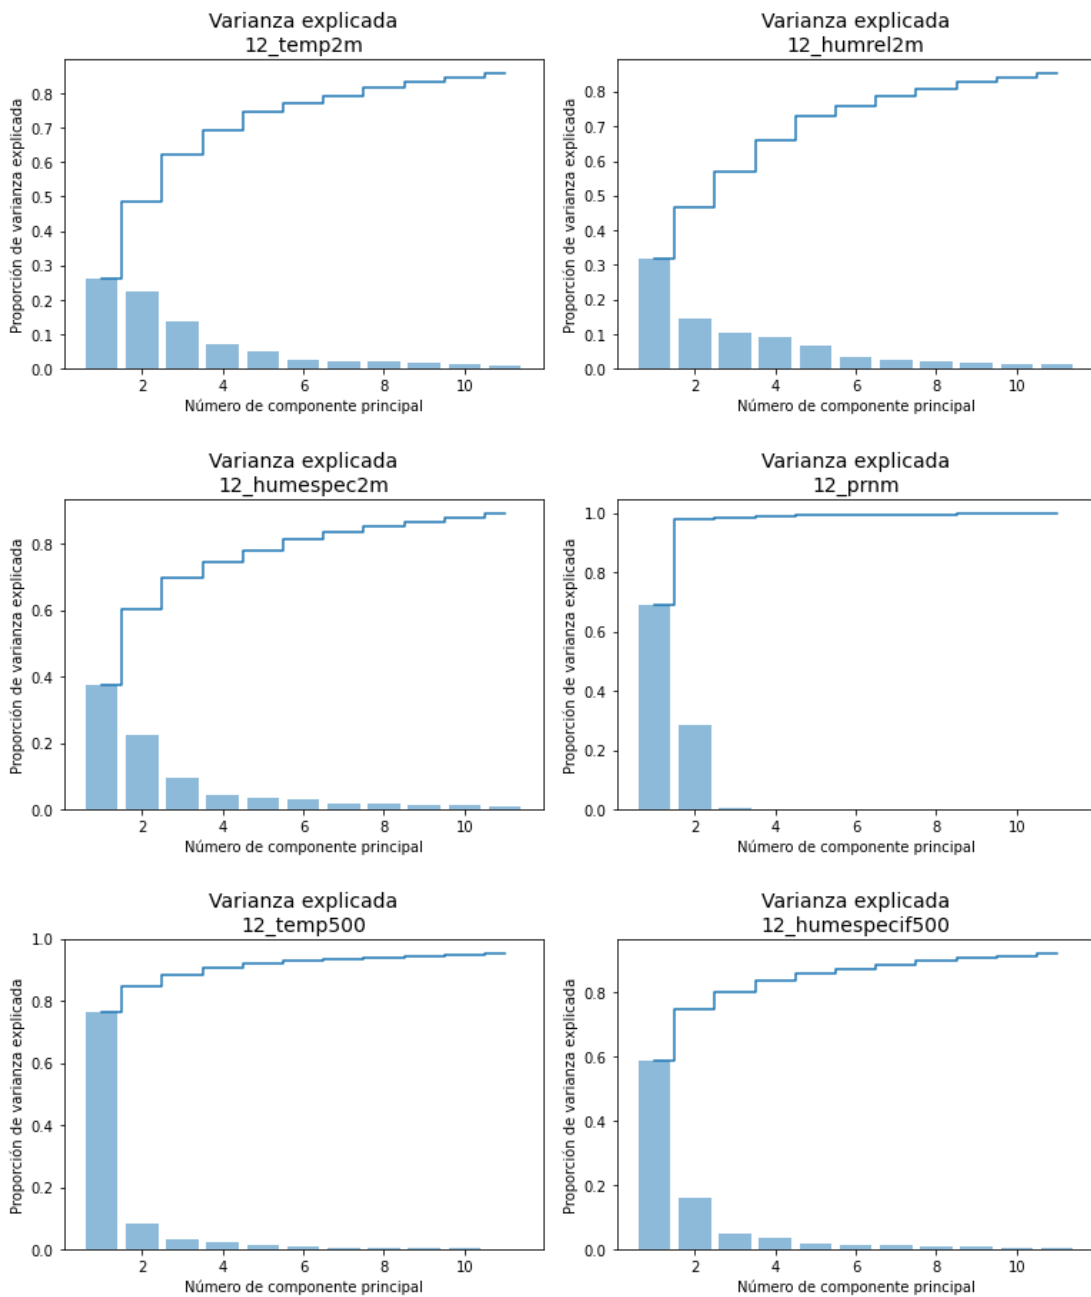 Varianza explicada
12_temp2m
Proporción de varianza explicada
0.8
0.7
0.6
0.5
0.4
0.3
0.2
0.1
0.0
2 4 6 8 10
Número de componente principal
Varianza explicada
12_humrel2m
Proporción de varianza explicada
0.8
0.7
0.6
0.5
0.4
0.3
0.2
0.1
0.0
2 4 6 8 10
Número de componente principal
Varianza explicada
12_humespec2m
Proporción de varianza explicada
0.8
0.6
0.4
0.2
0.0
2 4 6 8 10
Número de componente principal
Varianza explicada
12_prnm
Proporción de varianza explicada
1.0
0.8
0.6
0.4
0.2
0.0
2 4 6 8 10
Número de componente principal
Varianza explicada
12_temp500
Proporción de varianza explicada
1.0
0.8
0.6
0.4
0.2
0.0
2 4 6 8 10
Número de componente principal
Varianza explicada
12_humespecif500
Proporción de varianza explicada
0.8
0.6
0.4
0.2
0.0
2 4 6 8 10
Número de componente principal